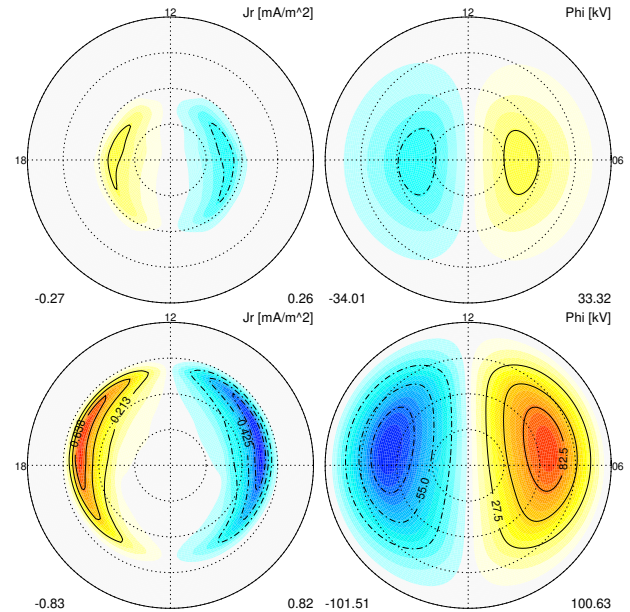 12 Jr [mA/m^2] 12 Phi [kV]
18 06
-0.27 0.26 -34.01 33.32
12 Jr [mA/m^2] 12 Phi [kV]
0.638 0.213 0.425
18 06
55.0 27.5 82.5
-0.83 0.82 -101.51 100.63